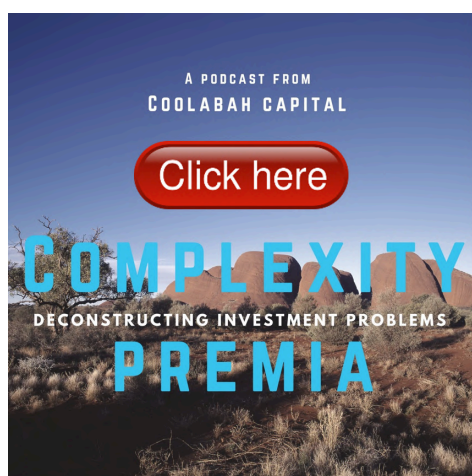 A PODCAST FROM
COOLABAH CAPITAL
Click here
COMPLEXITY
DECONSTRUCTING INVESTMENT PROBLEMS
PREMIA